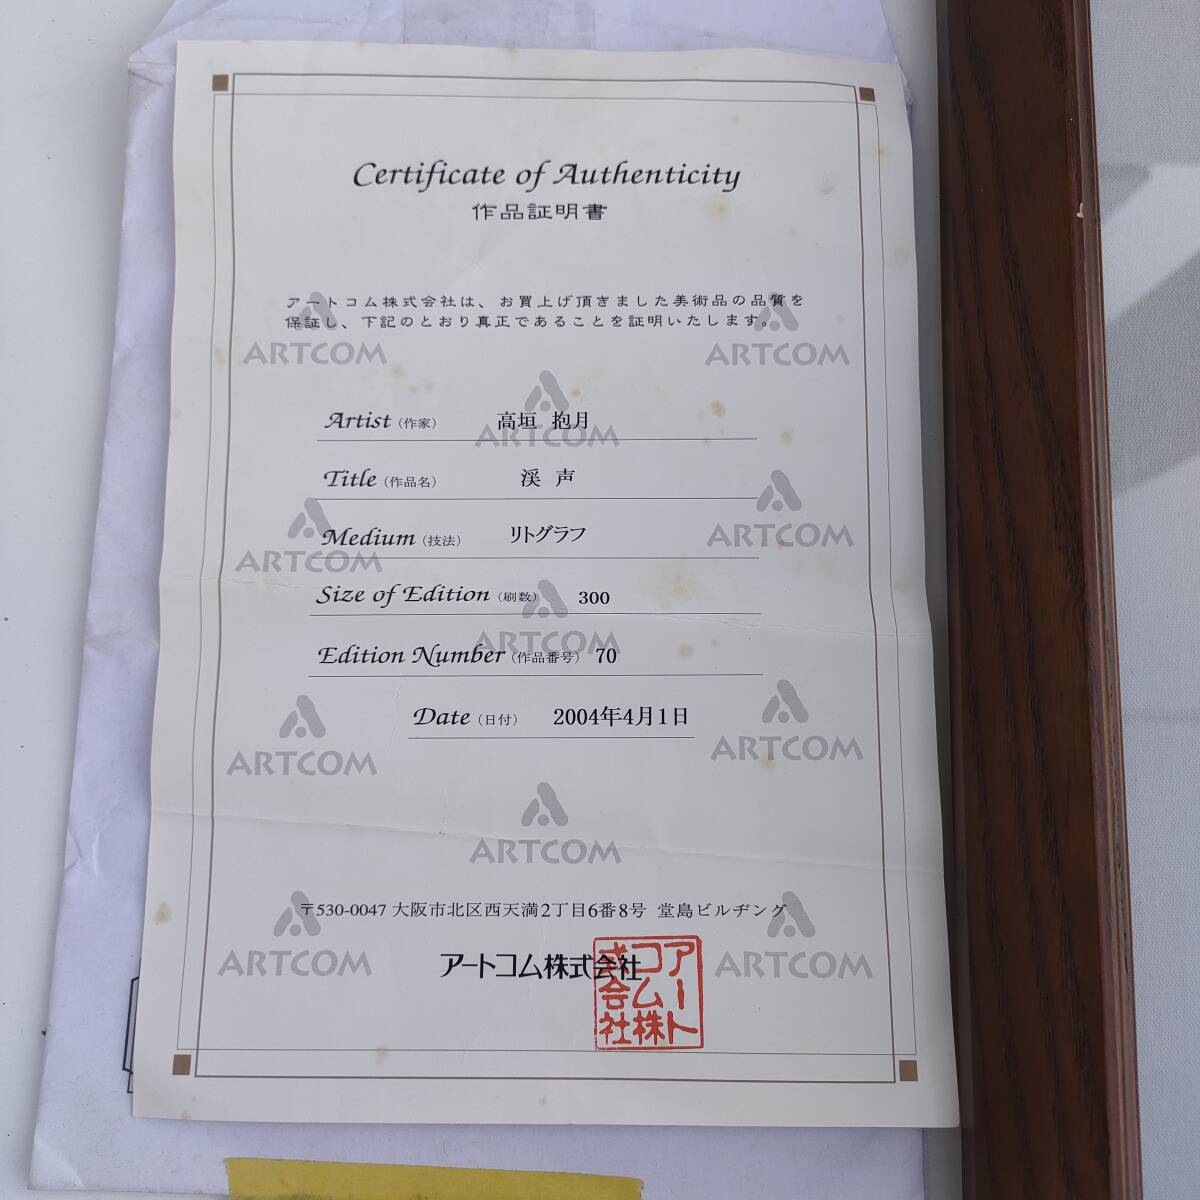 Certificate of Authenticity
作品証明書
アートコム株式会社は、お買上げ頂きました美術品の品質を
保証し、下記のとおり真正であることを証明いたします。
ARTCOM ARTCOM
Artist（作家） 高垣 抱月
ARTCOM
Title（作品名） 渓声
Medium（技法） リトグラフ
ARTCOM ARTCOM
Size of Edition（刷数） 300
ARTCOM
Edition Number（作品番号） 70
Date（日付） 2004年4月1日
ARTCOM ARTCOM
ARTCOM
〒530-0047 大阪市北区西天満2丁目6番8号 堂島ビルヂング
アートコム株式会社
ARTCOM ARTCOM
アート
コム株
式会社